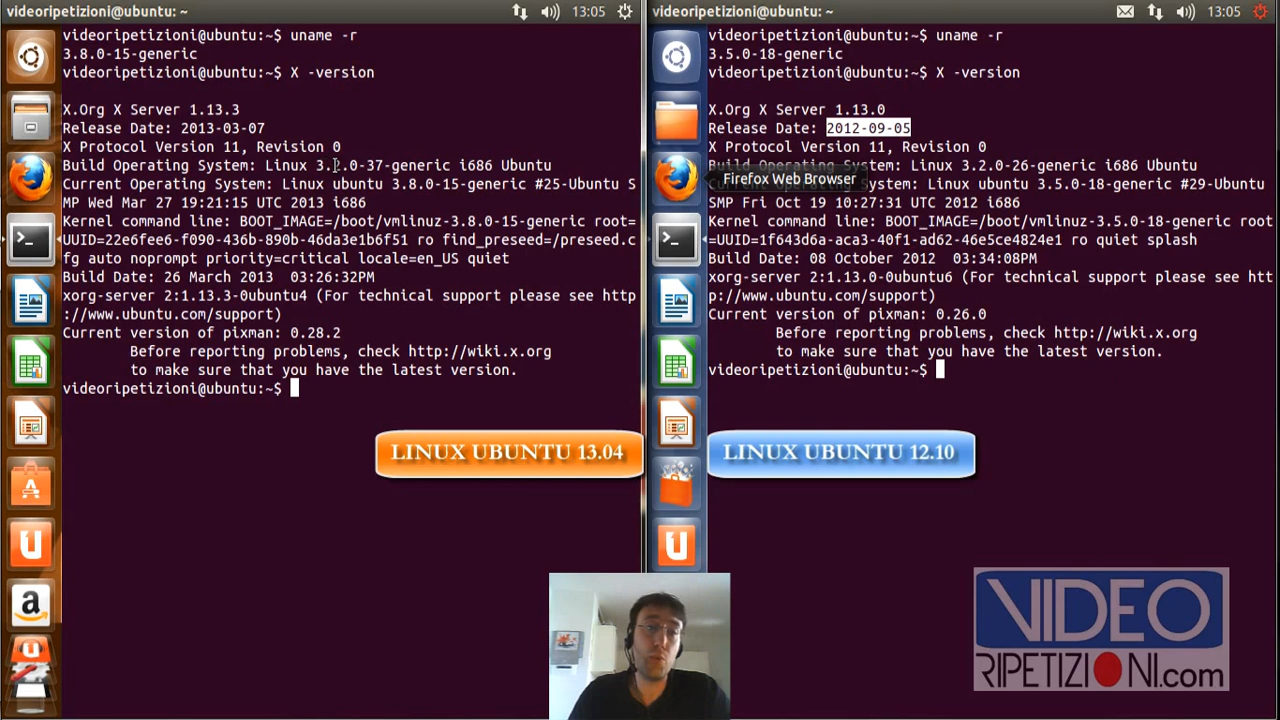 videoripetizioni@ubuntu: ~
13:05
videoripetizioni@ubuntu:~$ uname -r
3.8.0-15-generic
videoripetizioni@ubuntu:~$ X -version
X.Org X Server 1.13.3
Release Date: 2013-03-07
X Protocol Version 11, Revision 0
Build Operating System: Linux 3.2.0-37-generic i686 Ubuntu
Current Operating System: Linux ubuntu 3.8.0-15-generic #25-Ubuntu S
MP Wed Mar 27 19:21:15 UTC 2013 i686
Kernel command line: BOOT_IMAGE=/boot/vmlinuz-3.8.0-15-generic root=
UUID=22e6fee6-f090-436b-890b-46da3e1b6f51 ro find_preseed=/preseed.c
fg auto noprompt priority=critical locale=en_US quiet
Build Date: 26 March 2013  03:26:32PM
xorg-server 2:1.13.3-0ubuntu4 (For technical support please see http
://www.ubuntu.com/support)
Current version of pixman: 0.28.2
Before reporting problems, check http://wiki.x.org
to make sure that you have the latest version.
videoripetizioni@ubuntu:~$
LINUX UBUNTU 13.04
videoripetizioni@ubuntu: ~
13:05
videoripetizioni@ubuntu:~$ uname -r
3.5.0-18-generic
videoripetizioni@ubuntu:~$ X -version
X.Org X Server 1.13.0
Release Date: 2012-09-05
X Protocol Version 11, Revision 0
Build Operating System: Linux 3.2.0-26-generic i686 Ubuntu
Firefox Web Browser
Current Operating System: Linux ubuntu 3.5.0-18-generic #29-Ubuntu
SMP Fri Oct 19 10:27:31 UTC 2012 i686
Kernel command line: BOOT_IMAGE=/boot/vmlinuz-3.5.0-18-generic root
=UUID=1f643d6a-aca3-40f1-ad62-46e5ce4824e1 ro quiet splash
Build Date: 08 October 2012  03:34:08PM
xorg-server 2:1.13.0-0ubuntu6 (For technical support please see htt
p://www.ubuntu.com/support)
Current version of pixman: 0.26.0
Before reporting problems, check http://wiki.x.org
to make sure that you have the latest version.
videoripetizioni@ubuntu:~$
LINUX UBUNTU 12.10
VIDEO
RIPETIZIONI.com